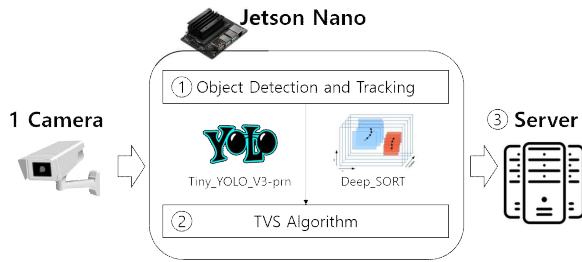 Jetson Nano
① Object Detection and Tracking
1 Camera
③ Server
YOLO
Tiny_YOLO_V3-prn
Deep_SORT
② TVS Algorithm